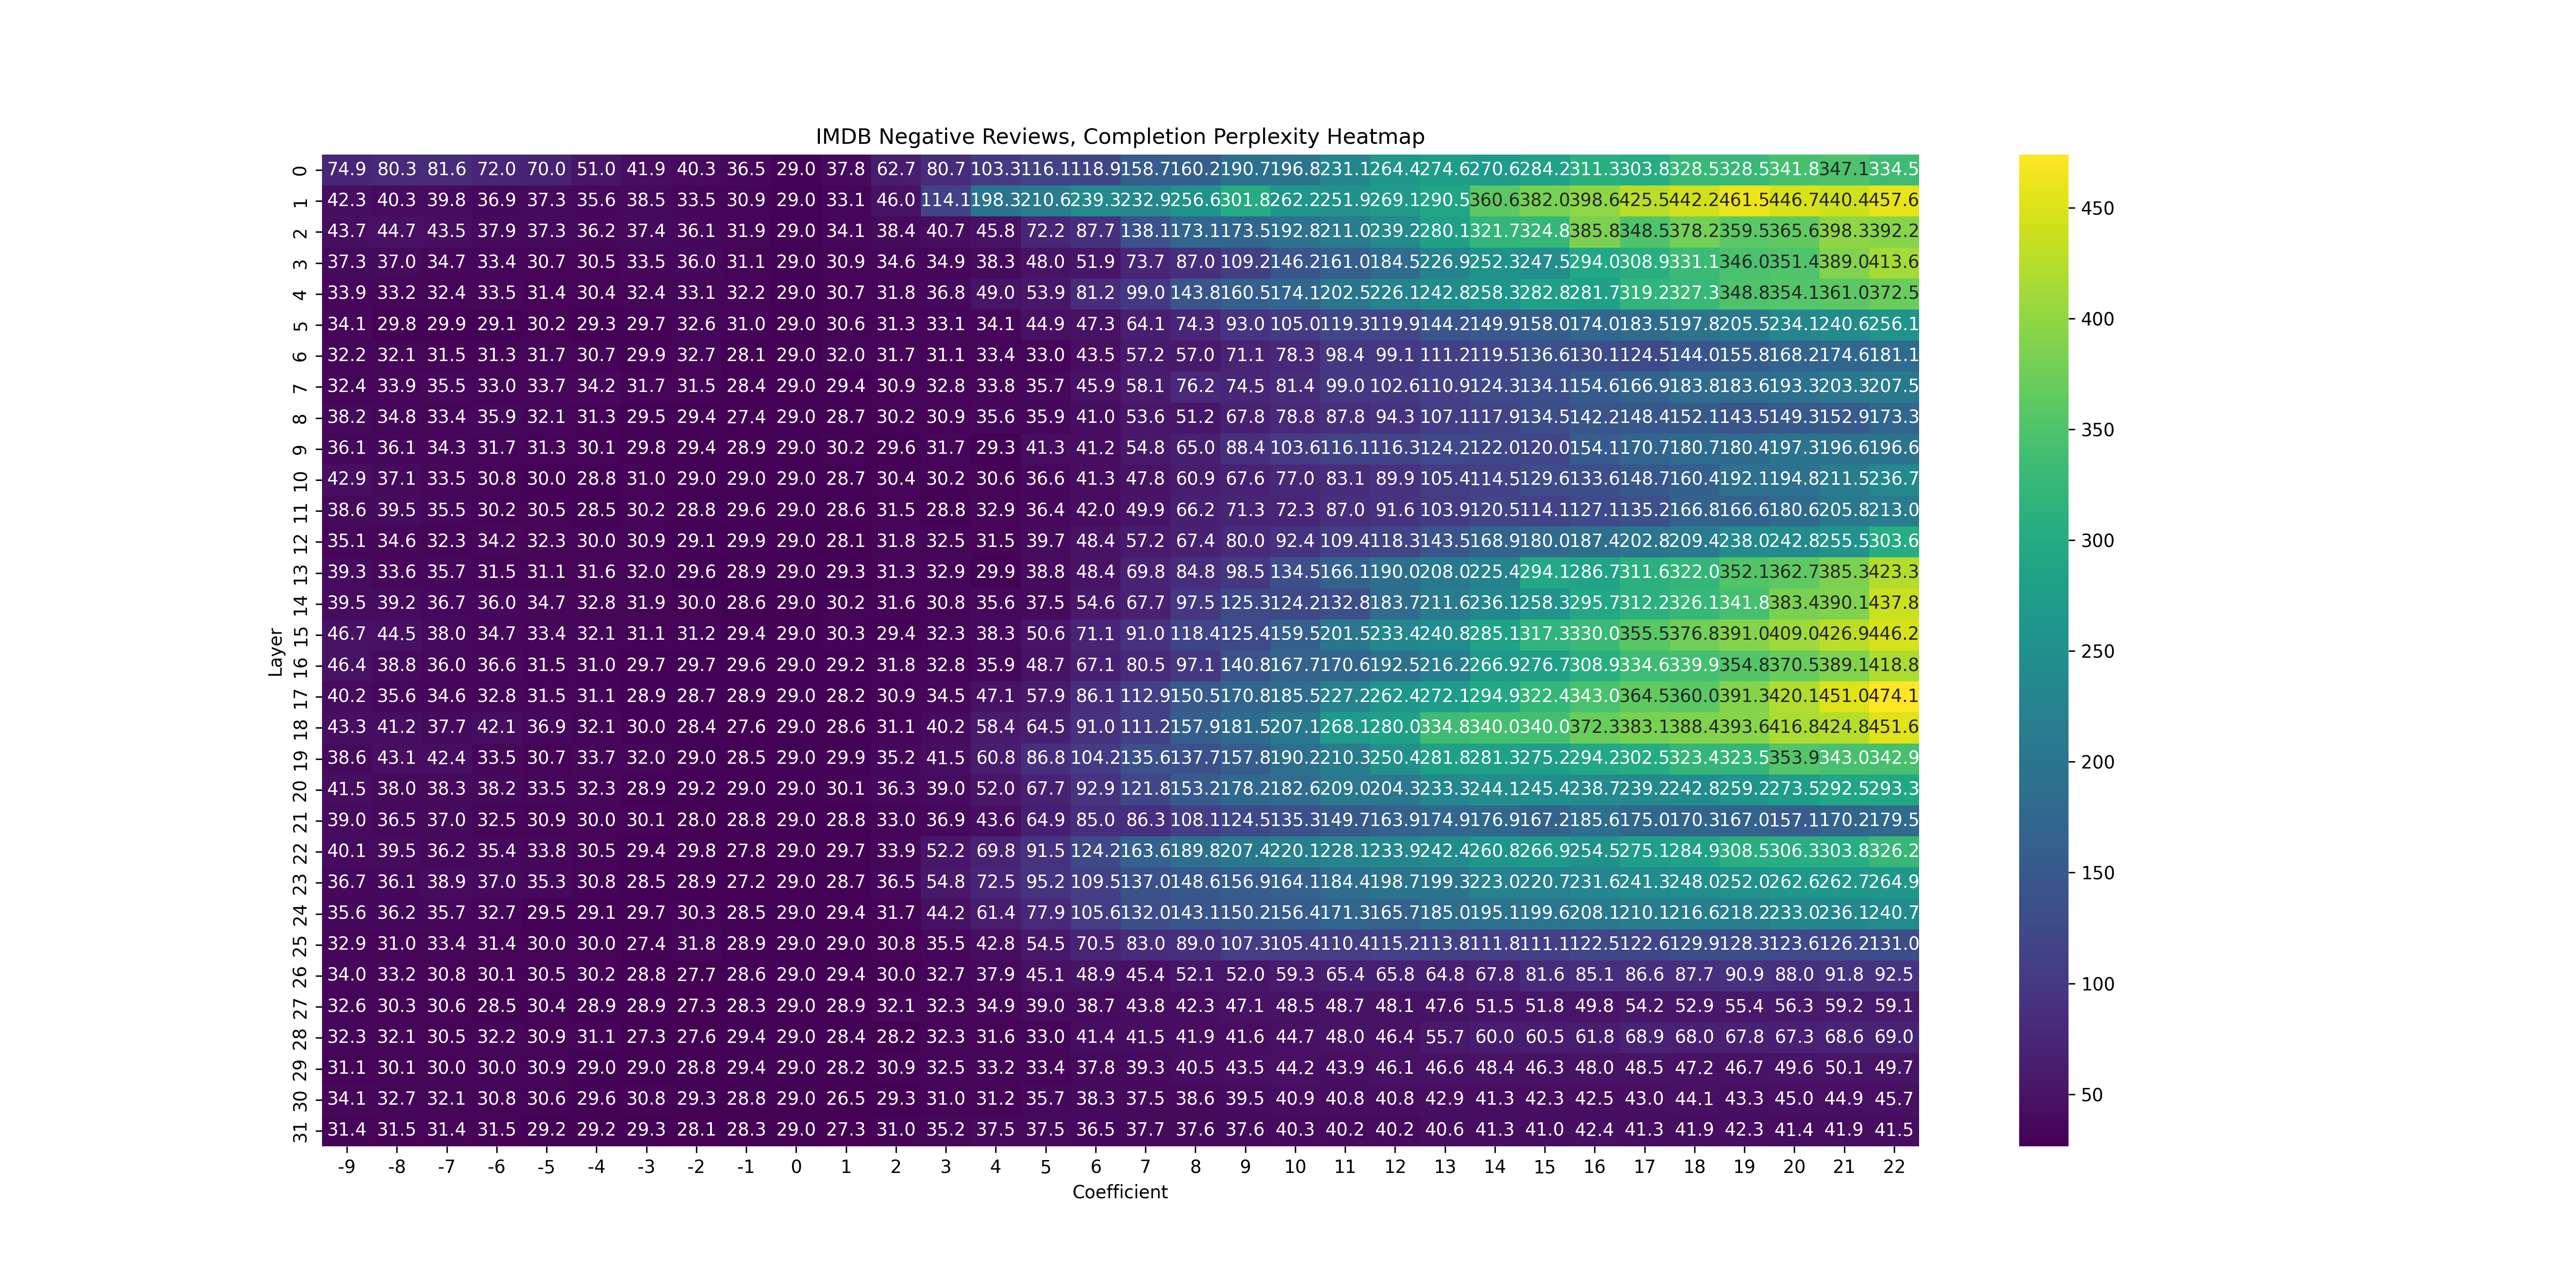 IMDB Negative Reviews, Completion Perplexity Heatmap
0 74.9 80.3 81.6 72.0 70.0 51.0 41.9 40.3 36.5 29.0 37.8 62.7 80.7 103.3 116.1 118.9 158.7 160.2 190.7 196.8 231.1 264.4 274.6 270.6 284.2 311.3 303.8 328.5 328.5 341.8 347.1 334.5
1 42.3 40.3 39.8 36.9 37.3 35.6 38.5 33.5 30.9 29.0 33.1 46.0 114.1 198.3 210.6 239.3 232.9 256.6 301.8 262.2 251.9 269.1 290.5 360.6 382.0 398.6 425.5 442.2 461.5 446.7 440.4 457.6
2 43.7 44.7 43.5 37.9 37.3 36.2 37.4 36.1 31.9 29.0 34.1 38.4 40.7 45.8 72.2 87.7 138.1 173.1 173.5 192.8 211.0 239.2 280.1 321.7 324.8 385.8 348.5 378.2 359.5 365.6 398.3 392.2
3 37.3 37.0 34.7 33.4 30.7 30.5 33.5 36.0 31.1 29.0 30.9 34.6 34.9 38.3 48.0 51.9 73.7 87.0 109.2 146.2 161.0 184.5 226.9 252.3 247.5 294.0 308.9 331.1 346.0 351.4 389.0 413.6
4 33.9 33.2 32.4 33.5 31.4 30.4 32.4 33.1 32.2 29.0 30.7 31.8 36.8 49.0 53.9 81.2 99.0 143.8 160.5 174.1 202.5 226.1 242.8 258.3 282.8 281.7 319.2 327.3 348.8 354.1 361.0 372.5
5 34.1 29.8 29.9 29.1 30.2 29.3 29.7 32.6 31.0 29.0 30.6 31.3 33.1 34.1 44.9 47.3 64.1 74.3 93.0 105.0 119.3 119.9 144.2 149.9 158.0 174.0 183.5 197.8 205.5 234.1 240.6 256.1
6 32.2 32.1 31.5 31.3 31.7 30.7 29.9 32.7 28.1 29.0 32.0 31.7 31.1 33.4 33.0 43.5 57.2 57.0 71.1 78.3 98.4 99.1 111.2 119.5 136.6 130.1 124.5 144.0 155.8 168.2 174.6 181.1
7 32.4 33.9 35.5 33.0 33.7 34.2 31.7 31.5 28.4 29.0 29.4 30.9 32.8 33.8 35.7 45.9 58.1 76.2 74.5 81.4 99.0 102.6 110.9 124.3 134.1 154.6 166.9 183.8 183.6 193.3 203.3 207.5
8 38.2 34.8 33.4 35.9 32.1 31.3 29.5 29.4 27.4 29.0 28.7 30.2 30.9 35.6 35.9 41.0 53.6 51.2 67.8 78.8 87.8 94.3 107.1 117.9 134.5 142.2 148.4 152.1 143.5 149.3 152.9 173.3
9 36.1 36.1 34.3 31.7 31.3 30.1 29.8 29.4 28.9 29.0 30.2 29.6 31.7 29.3 41.3 41.2 54.8 65.0 88.4 103.6 116.1 116.3 124.2 122.0 120.0 154.1 170.7 180.7 180.4 197.3 196.6 196.6
10 42.9 37.1 33.5 30.8 30.0 28.8 31.0 29.0 29.0 29.0 28.7 30.4 30.2 30.6 36.6 41.3 47.8 60.9 67.6 77.0 83.1 89.9 105.4 114.5 129.6 133.6 148.7 160.4 192.1 194.8 211.5 236.7
11 38.6 39.5 35.5 30.2 30.5 28.5 30.2 28.8 29.6 29.0 28.6 31.5 28.8 32.9 36.4 42.0 49.9 66.2 71.3 72.3 87.0 91.6 103.9 120.5 114.1 127.1 135.2 166.8 166.6 180.6 205.8 213.0
12 35.1 34.6 32.3 34.2 32.3 30.0 30.9 29.1 29.9 29.0 28.1 31.8 32.5 31.5 39.7 48.4 57.2 67.4 80.0 92.4 109.4 118.3 143.5 168.9 180.0 187.4 202.8 209.4 238.0 242.8 255.5 303.6
13 39.3 33.6 35.7 31.5 31.1 31.6 32.0 29.6 28.9 29.0 29.3 31.3 32.9 29.9 38.8 48.4 69.8 84.8 98.5 134.5 166.1 190.0 208.0 225.4 294.1 286.7 311.6 322.0 352.1 362.7 385.3 423.3
14 39.5 39.2 36.7 36.0 34.7 32.8 31.9 30.0 28.6 29.0 30.2 31.6 30.8 35.6 37.5 54.6 67.7 97.5 125.3 124.2 132.8 183.7 211.6 236.1 258.3 295.7 312.2 326.1 341.8 383.4 390.1 437.8
15 46.7 44.5 38.0 34.7 33.4 32.1 31.1 31.2 29.4 29.0 30.3 29.4 32.3 38.3 50.6 71.1 91.0 118.4 125.4 159.5 201.5 233.4 240.8 285.1 317.3 330.0 355.5 376.8 391.0 409.0 426.9 446.2
16 46.4 38.8 36.0 36.6 31.5 31.0 29.7 29.7 29.6 29.0 29.2 31.8 32.8 35.9 48.7 67.1 80.5 97.1 140.8 167.7 170.6 192.5 216.2 266.9 276.7 308.9 334.6 339.9 354.8 370.5 389.1 418.8
17 40.2 35.6 34.6 32.8 31.5 31.1 28.9 28.7 28.9 29.0 28.2 30.9 34.5 47.1 57.9 86.1 112.9 150.5 170.8 185.5 227.2 262.4 272.1 294.9 322.4 343.0 364.5 360.0 391.3 420.1 451.0 474.1
18 43.3 41.2 37.7 42.1 36.9 32.1 30.0 28.4 27.6 29.0 28.6 31.1 40.2 58.4 64.5 91.0 111.2 157.9 181.5 207.1 268.1 280.0 334.8 340.0 340.0 372.3 383.1 388.4 393.6 416.8 424.8 451.6
19 38.6 43.1 42.4 33.5 30.7 33.7 32.0 29.0 28.5 29.0 29.9 35.2 41.5 60.8 86.8 104.2 135.6 137.7 157.8 190.2 210.3 250.4 281.8 281.3 275.2 294.2 302.5 323.4 323.5 353.9 343.0 342.9
20 41.5 38.0 38.3 38.2 33.5 32.3 28.9 29.2 29.0 29.0 30.1 36.3 39.0 52.0 67.7 92.9 121.8 153.2 178.2 182.6 209.0 204.3 233.3 244.1 245.4 238.7 239.2 242.8 259.2 273.5 292.5 293.3
21 39.0 36.5 37.0 32.5 30.9 30.0 30.1 28.0 28.8 29.0 28.8 33.0 36.9 43.6 64.9 85.0 86.3 108.1 124.5 135.3 149.7 163.9 174.9 176.9 167.2 185.6 175.0 170.3 167.0 157.1 170.2 179.5
22 40.1 39.5 36.2 35.4 33.8 30.5 29.4 29.8 27.8 29.0 29.7 33.9 52.2 69.8 91.5 124.2 163.6 189.8 207.4 220.1 228.1 233.9 242.4 260.8 266.9 254.5 275.1 284.9 308.5 306.3 303.8 326.2
23 36.7 36.1 38.9 37.0 35.3 30.8 28.5 28.9 27.2 29.0 28.7 36.5 54.8 72.5 95.2 109.5 137.0 148.6 156.9 164.1 184.4 198.7 199.3 223.0 220.7 231.6 241.3 248.0 252.0 262.6 262.7 264.9
24 35.6 36.2 35.7 32.7 29.5 29.1 29.7 30.3 28.5 29.0 29.4 31.7 44.2 61.4 77.9 105.6 132.0 143.1 150.2 156.4 171.3 165.7 185.0 195.1 199.6 208.1 210.1 216.6 218.2 233.0 236.1 240.7
25 32.9 31.0 33.4 31.4 30.0 30.0 27.4 31.8 28.9 29.0 29.0 30.8 35.5 42.8 54.5 70.5 83.0 89.0 107.3 105.4 110.4 115.2 113.8 111.8 111.1 122.5 122.6 129.9 128.3 123.6 126.2 131.0
26 34.0 33.2 30.8 30.1 30.5 30.2 28.8 27.7 28.6 29.0 29.4 30.0 32.7 37.9 45.1 48.9 45.4 52.1 52.0 59.3 65.4 65.8 64.8 67.8 81.6 85.1 86.6 87.7 90.9 88.0 91.8 92.5
27 32.6 30.3 30.6 28.5 30.4 28.9 28.9 27.3 28.3 29.0 28.9 32.1 32.3 34.9 39.0 38.7 43.8 42.3 47.1 48.5 48.7 48.1 47.6 51.5 51.8 49.8 54.2 52.9 55.4 56.3 59.2 59.1
28 32.3 32.1 30.5 32.2 30.9 31.1 27.3 27.6 29.4 29.0 28.4 28.2 32.3 31.6 33.0 41.4 41.5 41.9 41.6 44.7 48.0 46.4 55.7 60.0 60.5 61.8 68.9 68.0 67.8 67.3 68.6 69.0
29 31.1 30.1 30.0 30.0 30.9 29.0 29.0 28.8 29.4 29.0 28.2 30.9 32.5 33.2 33.4 37.8 39.3 40.5 43.5 44.2 43.9 46.1 46.6 48.4 46.3 48.0 48.5 47.2 46.7 49.6 50.1 49.7
30 34.1 32.7 32.1 30.8 30.6 29.6 30.8 29.3 28.8 29.0 26.5 29.3 31.0 31.2 35.7 38.3 37.5 38.6 39.5 40.9 40.8 40.8 42.9 41.3 42.3 42.5 43.0 44.1 43.3 45.0 44.9 45.7
31 31.4 31.5 31.4 31.5 29.2 29.2 29.3 28.1 28.3 29.0 27.3 31.0 35.2 37.5 37.5 36.5 37.7 37.6 37.6 40.3 40.2 40.2 40.6 41.3 41.0 42.4 41.3 41.9 42.3 41.4 41.9 41.5
-9 -8 -7 -6 -5 -4 -3 -2 -1 0 1 2 3 4 5 6 7 8 9 10 11 12 13 14 15 16 17 18 19 20 21 22
Coefficient
Layer
450
400
350
300
250
200
150
100
50